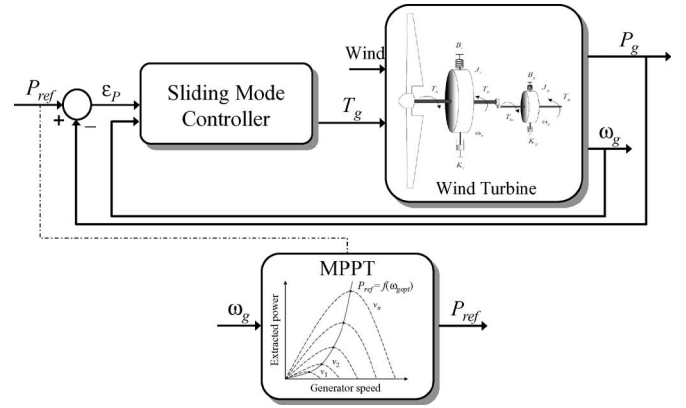 Wind
P_g
P_ref
ε_P
+
−
Sliding Mode
Controller
T_g
ω_g
Wind Turbine
MPPT
P_ref = f(ω_gopt)
v_n
v_2
v_1
Extracted power
Generator speed
ω_g
P_ref